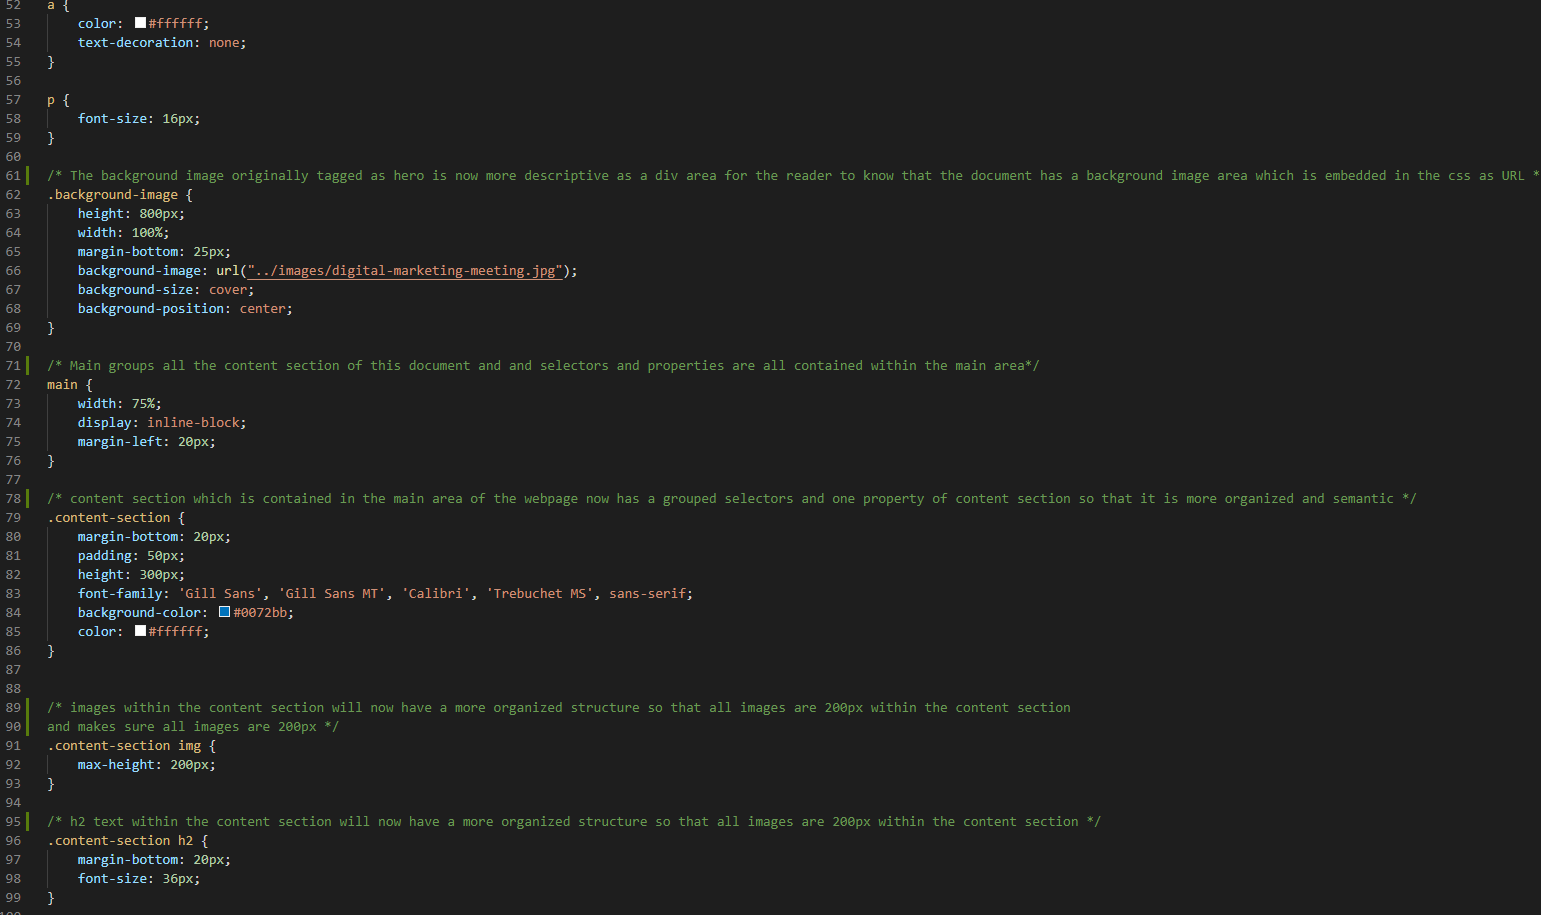 52 a {
53     color: #ffffff;
54     text-decoration: none;
55 }
56
57 p {
58     font-size: 16px;
59 }
60
61 /* The background image originally tagged as hero is now more descriptive as a div area for the reader to know that the document has a background image area which is embedded in the css as URL *
62 .background-image {
63     height: 800px;
64     width: 100%;
65     margin-bottom: 25px;
66     background-image: url("../images/digital-marketing-meeting.jpg");
67     background-size: cover;
68     background-position: center;
69 }
70
71 /* Main groups all the content section of this document and and selectors and properties are all contained within the main area*/
72 main {
73     width: 75%;
74     display: inline-block;
75     margin-left: 20px;
76 }
77
78 /* content section which is contained in the main area of the webpage now has a grouped selectors and one property of content section so that it is more organized and semantic */
79 .content-section {
80     margin-bottom: 20px;
81     padding: 50px;
82     height: 300px;
83     font-family: 'Gill Sans', 'Gill Sans MT', 'Calibri', 'Trebuchet MS', sans-serif;
84     background-color: #0072bb;
85     color: #ffffff;
86 }
87
88
89 /* images within the content section will now have a more organized structure so that all images are 200px within the content section
90 and makes sure all images are 200px */
91 .content-section img {
92     max-height: 200px;
93 }
94
95 /* h2 text within the content section will now have a more organized structure so that all images are 200px within the content section */
96 .content-section h2 {
97     margin-bottom: 20px;
98     font-size: 36px;
99 }